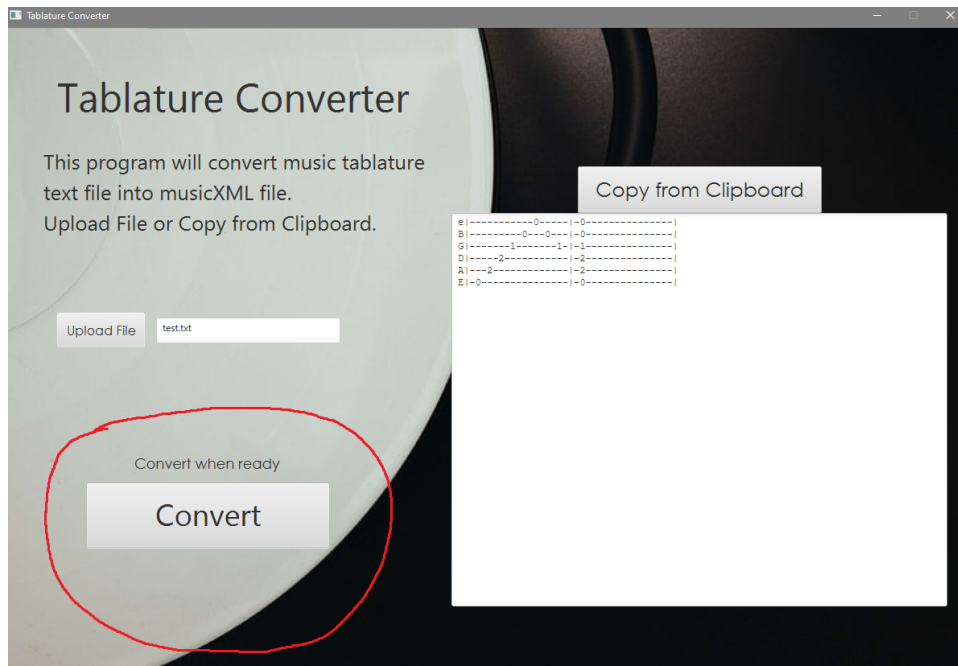 Tablature Converter
Tablature Converter
This program will convert music tablature
text file into musicXML file.
Upload File or Copy from Clipboard.
Upload File
test.txt
Convert when ready
Convert
Copy from Clipboard
e|-----------0-----|-0---------------|
B|---------0---0---|-0---------------|
G|-------1-------1-|-1---------------|
D|-----2-----------|-2---------------|
A|---2-------------|-2---------------|
E|-0---------------|-0---------------|